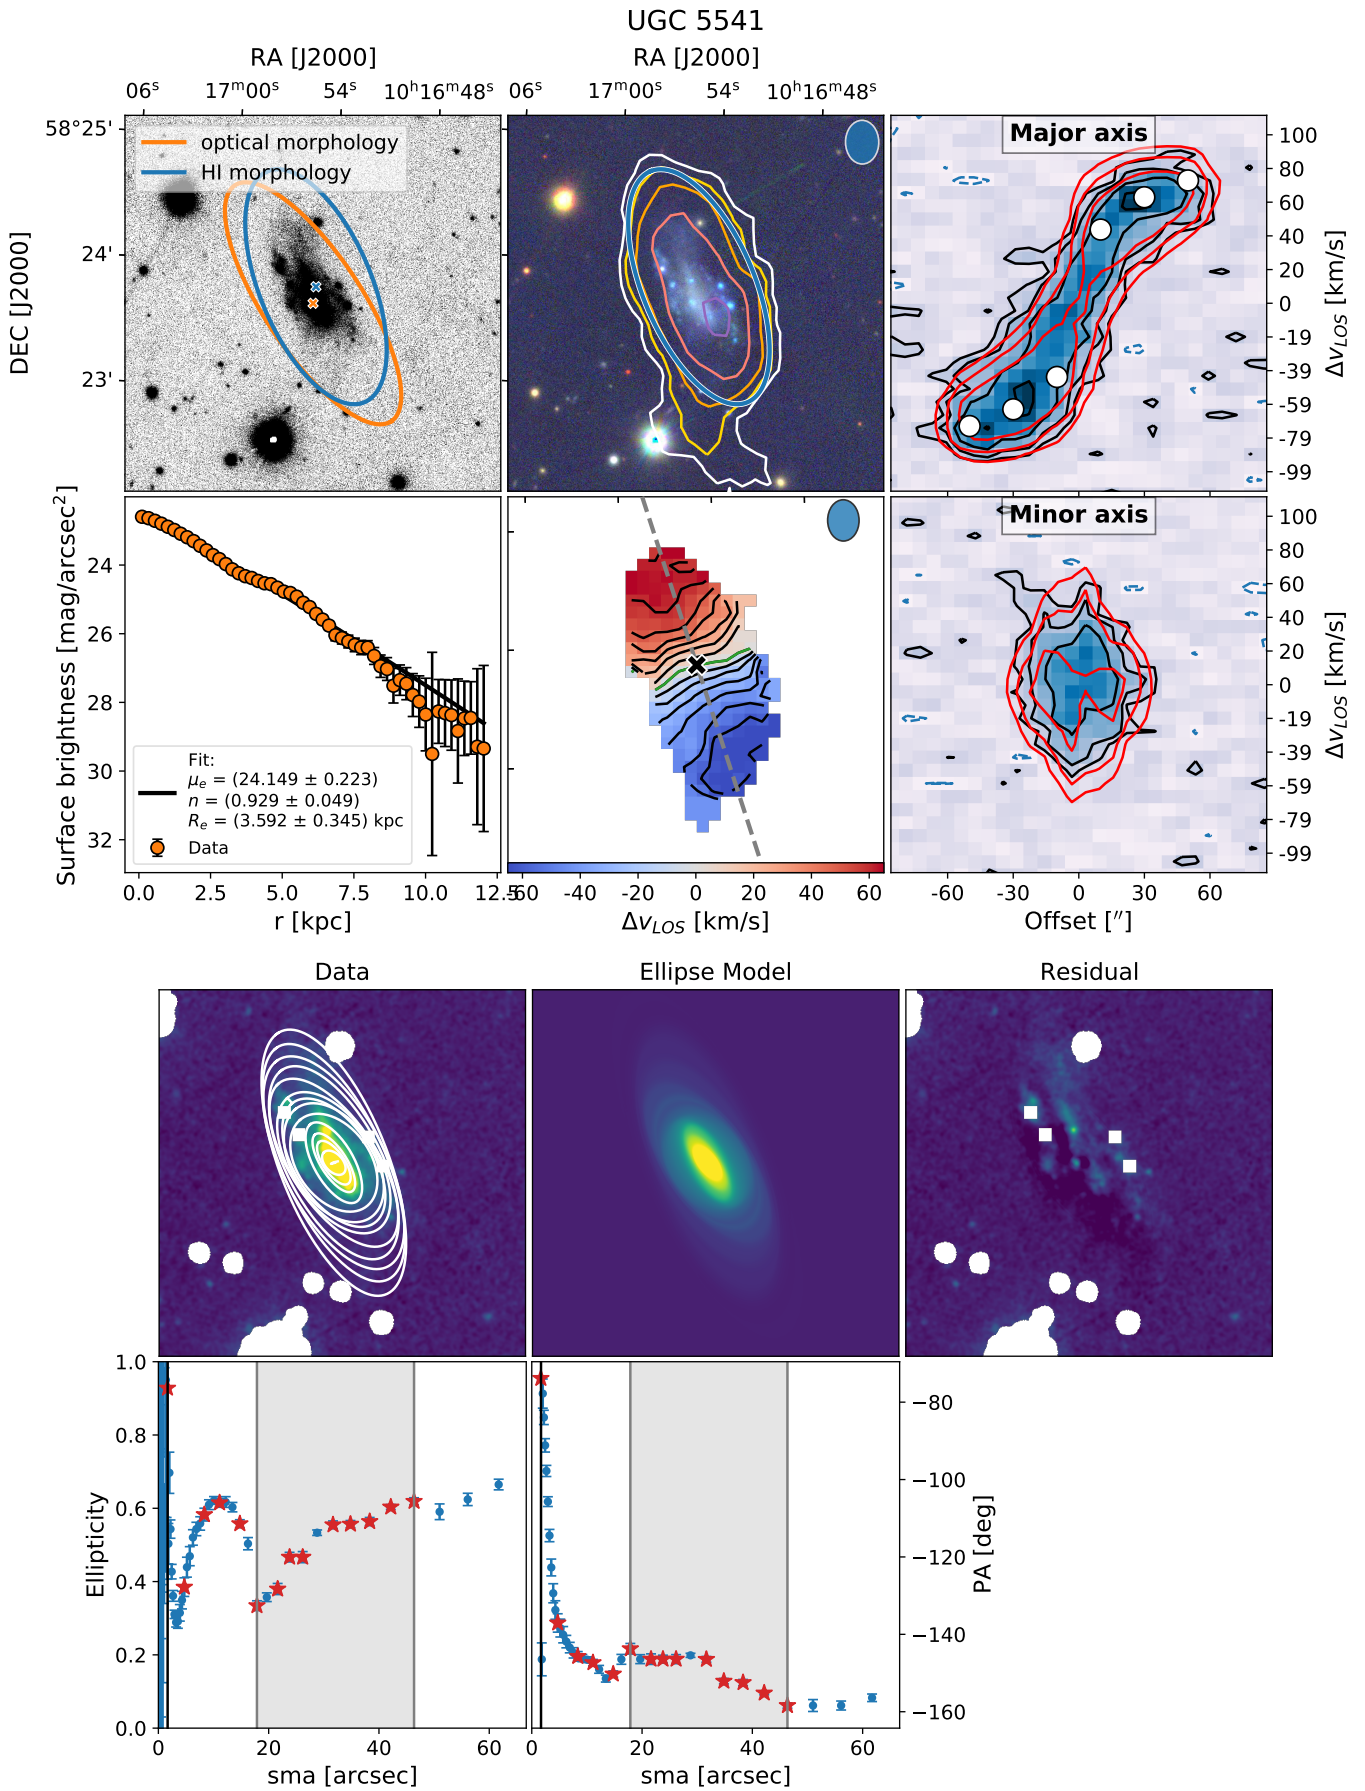 UGC 5541
RA [J2000]
RA [J2000]
06ˢ 17ᵐ00ˢ 54ˢ 10ʰ16ᵐ48ˢ
06ˢ 17ᵐ00ˢ 54ˢ 10ʰ16ᵐ48ˢ
58°25'
24'
23'
DEC [J2000]
optical morphology
HI morphology
Major axis
100
80
60
40
20
0
-19
-39
-59
-79
-99
Δv_LOS [km/s]
Surface brightness [mag/arcsec²]
24
26
28
30
32
Fit:
μ_e = (24.149 ± 0.223)
n = (0.929 ± 0.049)
R_e = (3.592 ± 0.345) kpc
Data
0.0 2.5 5.0 7.5 10.0 12.5
r [kpc]
-60 -40 -20 0 20 40 60
Δv_LOS [km/s]
Minor axis
100
80
60
40
20
0
-19
-39
-59
-79
-99
Δv_LOS [km/s]
-60 -30 0 30 60
Offset [″]
Data
Ellipse Model
Residual
1.0
0.8
0.6
0.4
0.2
0.0
Ellipticity
0 20 40 60
sma [arcsec]
0 20 40 60
sma [arcsec]
−80
−100
−120
−140
−160
PA [deg]